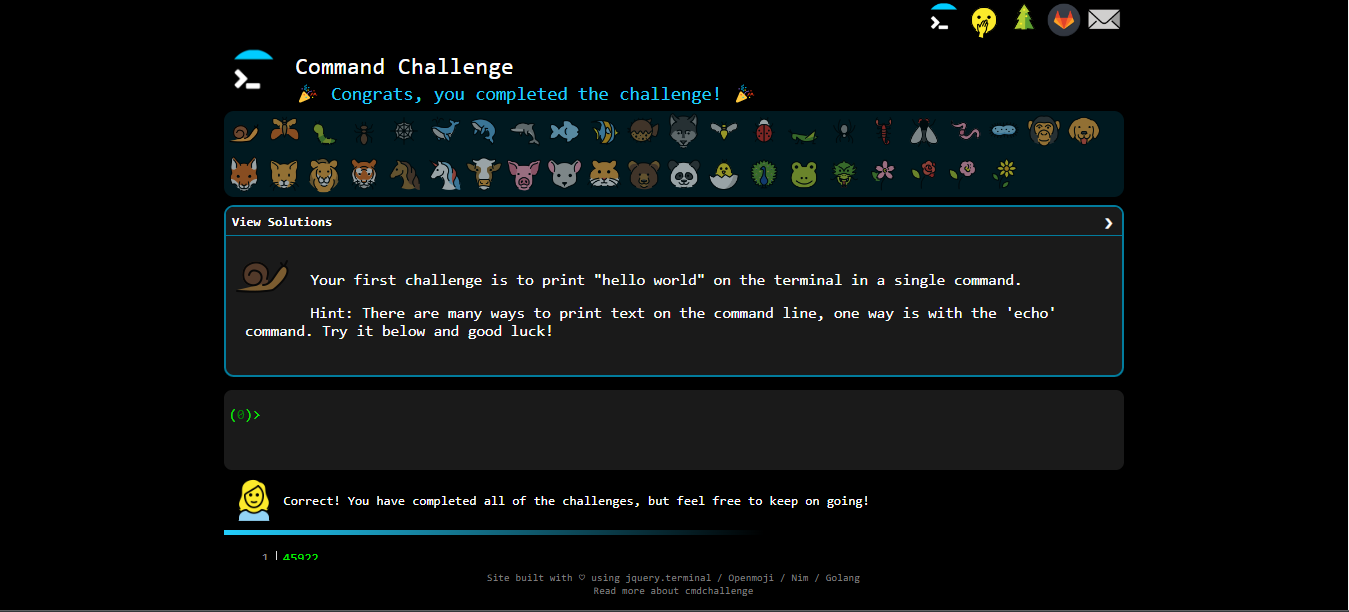 Command Challenge
Congrats, you completed the challenge!
View Solutions
Your first challenge is to print "hello world" on the terminal in a single command.
Hint: There are many ways to print text on the command line, one way is with the 'echo'
command. Try it below and good luck!
(0)>
Correct! You have completed all of the challenges, but feel free to keep on going!
1 45922
Site built with ♡ using jquery.terminal / Openmoji / Nim / Golang
Read more about cmdchallenge